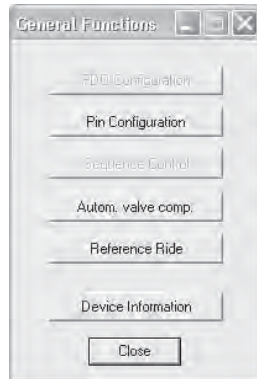 General Functions
PDO Configuration
Pin Configuration
Sequence Control
Autom. valve comp.
Reference Ride
Device Information
Close